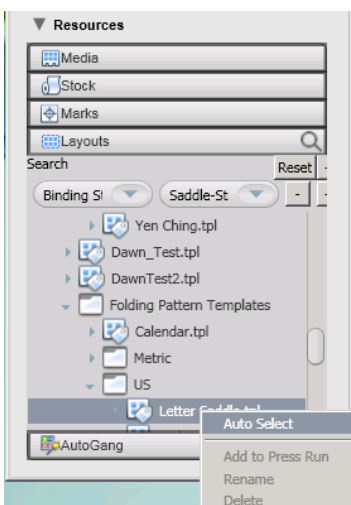 Resources
Media
Stock
Marks
Layouts
Search
Reset
Binding St
Saddle-St
Yen Ching.tpl
Dawn_Test.tpl
DawnTest2.tpl
Folding Pattern Templates
Calendar.tpl
Metric
US
Letter Saddle.tpl
Auto Select
AutoGang
Add to Press Run
Rename
Delete